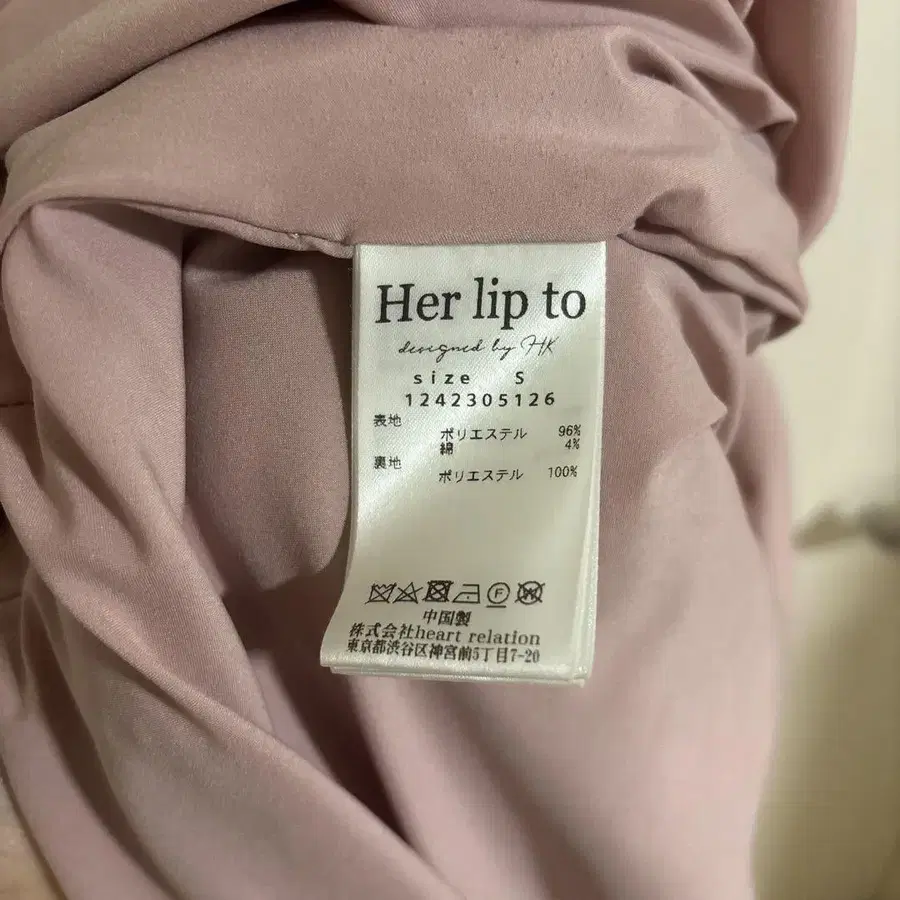 Her lip to
designed by HK
size S
1242305126
表地
ポリエステル 96%
綿 4%
裏地
ポリエステル 100%
中国製
株式会社heart relation
東京都渋谷区神宮前5丁目7-20